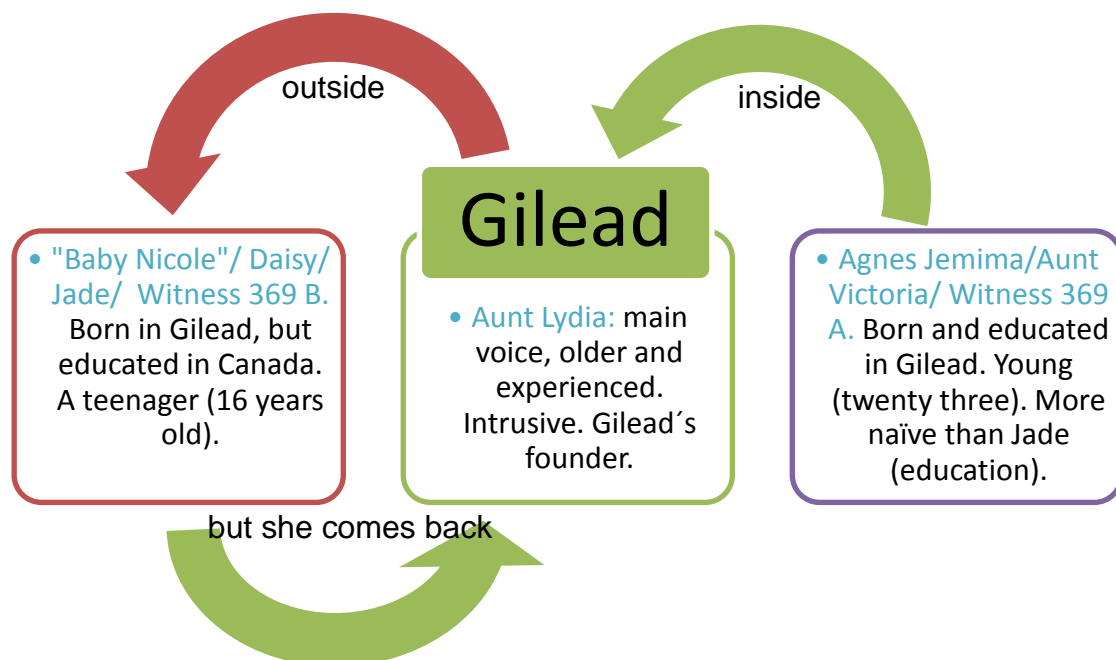 outside
inside
Gilead
• "Baby Nicole"/ Daisy/
Jade/  Witness 369 B.
Born in Gilead, but
educated in Canada.
A teenager (16 years
old).
• Aunt Lydia: main
voice, older and
experienced.
Intrusive. Gilead´s
founder.
• Agnes Jemima/Aunt
Victoria/ Witness 369
A. Born and educated
in Gilead. Young
(twenty three). More
naïve than Jade
(education).
but she comes back